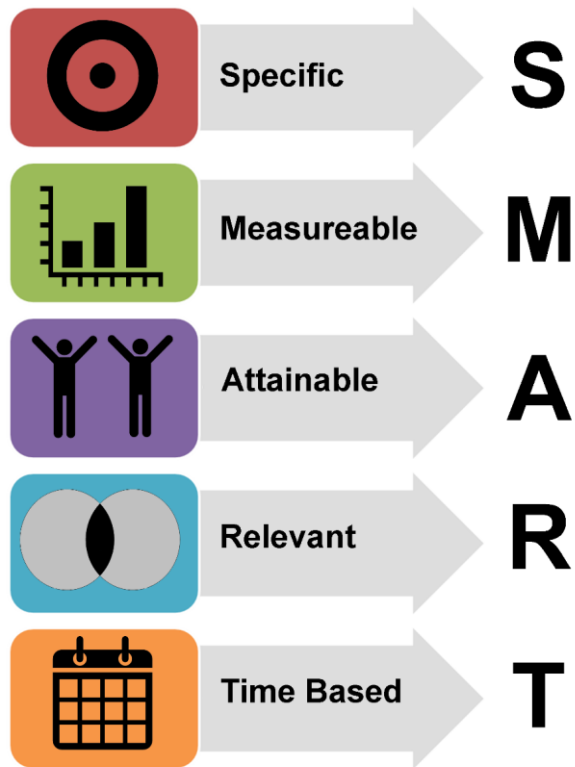 Specific S
Measureable M
Attainable A
Relevant R
Time Based T